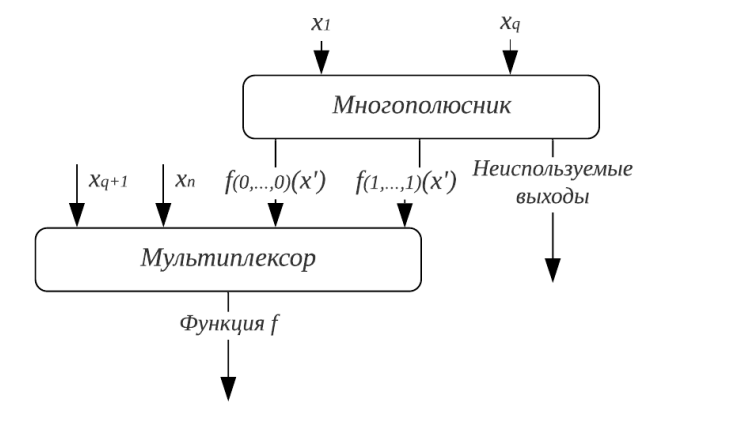 x1
xq
Многополюсник
xq+1
xn
f(0,...,0)(x')
f(1,...,1)(x')
Неиспользуемые
выходы
Мультиплексор
Функция f